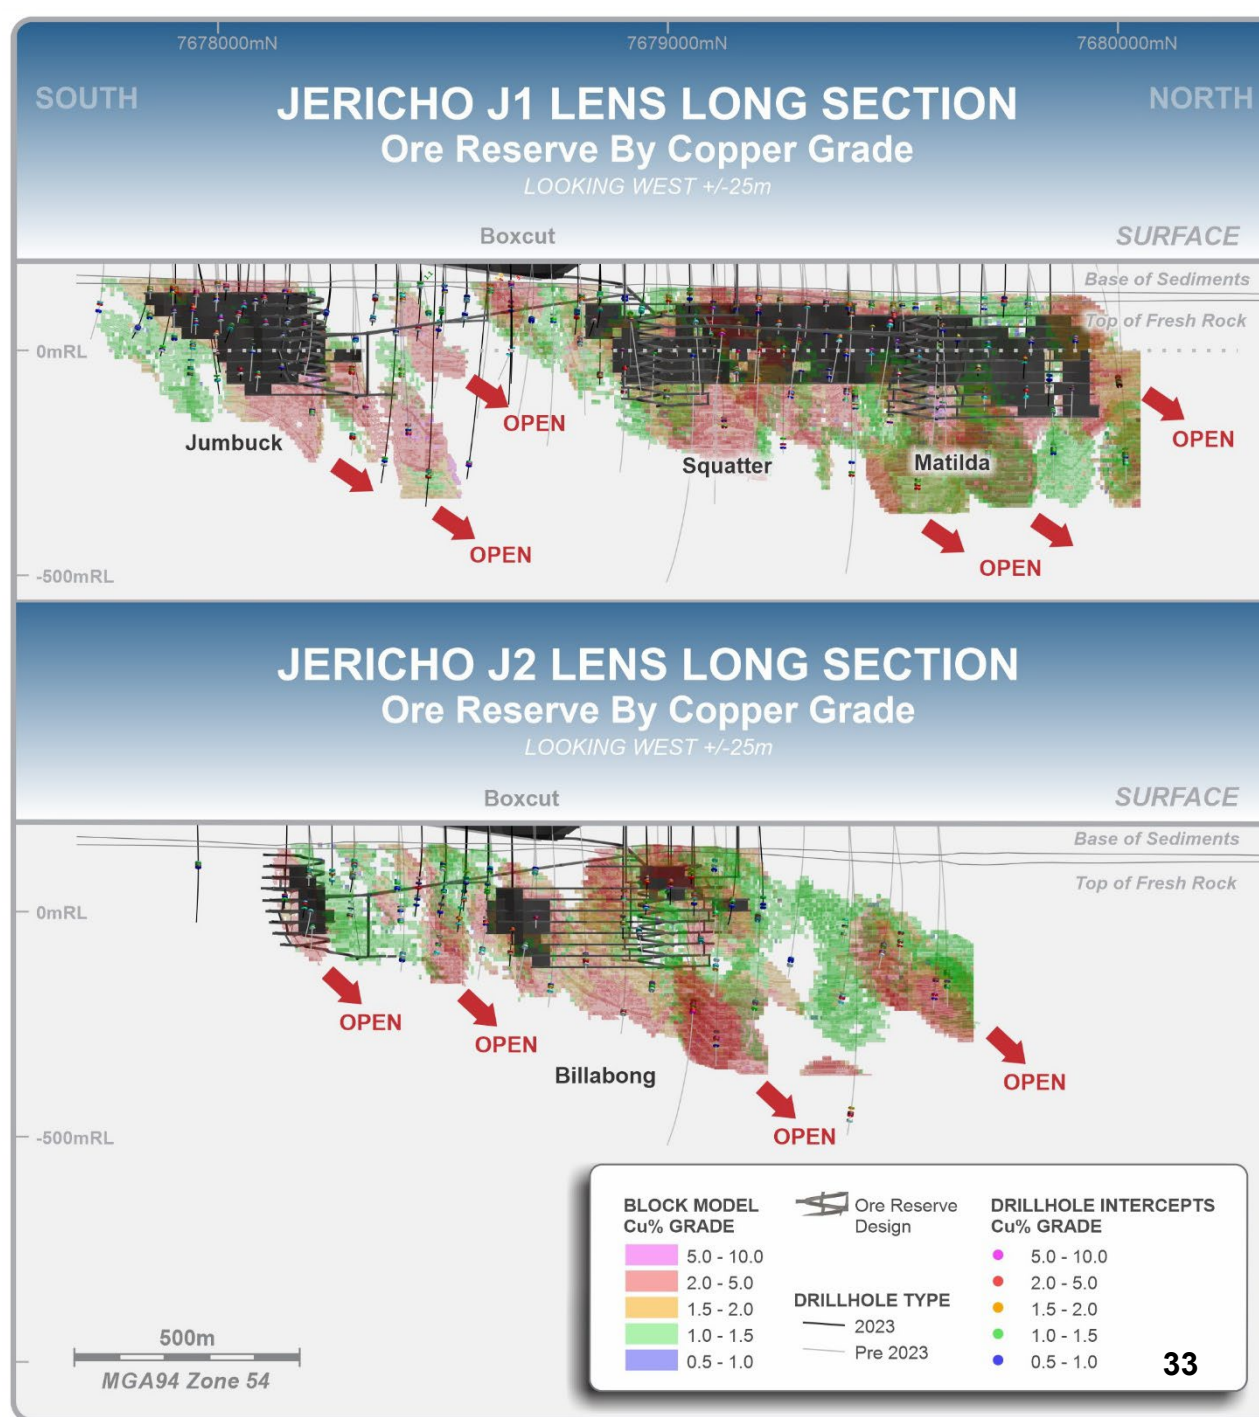 7678000mN 7679000mN 7680000mN
SOUTH
NORTH
JERICHO J1 LENS LONG SECTION
Ore Reserve By Copper Grade
LOOKING WEST +/-25m
Boxcut
SURFACE
Base of Sediments
Top of Fresh Rock
0mRL
Jumbuck
OPEN
OPEN
Squatter
Matilda
OPEN
OPEN
-500mRL
JERICHO J2 LENS LONG SECTION
Ore Reserve By Copper Grade
LOOKING WEST +/-25m
Boxcut
SURFACE
Base of Sediments
Top of Fresh Rock
0mRL
OPEN
OPEN
Billabong
OPEN
OPEN
-500mRL
BLOCK MODEL
Cu% GRADE
5.0 - 10.0
2.0 - 5.0
1.5 - 2.0
1.0 - 1.5
0.5 - 1.0
Ore Reserve
Design
DRILLHOLE TYPE
2023
Pre 2023
DRILLHOLE INTERCEPTS
Cu% GRADE
5.0 - 10.0
2.0 - 5.0
1.5 - 2.0
1.0 - 1.5
0.5 - 1.0
33
500m
MGA94 Zone 54